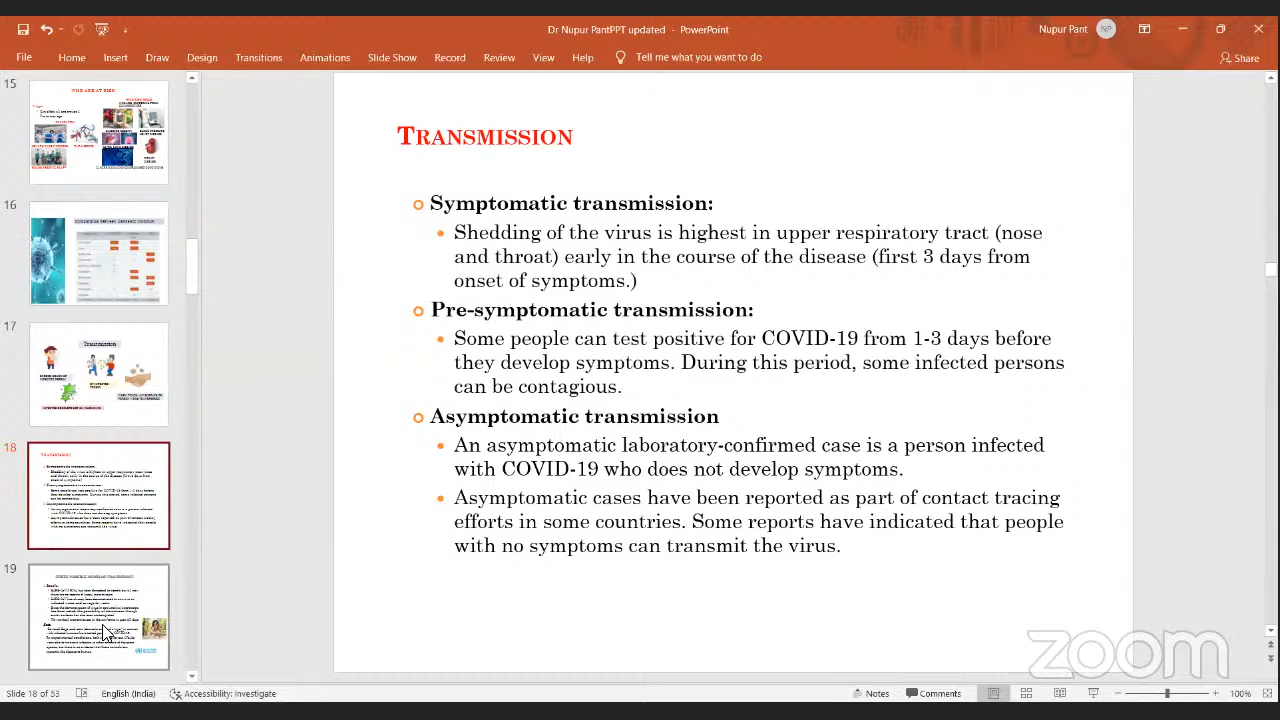 Dr Nupur PantPPT updated - PowerPoint
Nupur Pant
NP
File Home Insert Draw Design Transitions Animations Slide Show Record Review View Help Tell me what you want to do
Share
15
WHO ARE AT RISK
16
17
Transmission
18
TRANSMISSION
19
TRANSMISSION
Symptomatic transmission:
Shedding of the virus is highest in upper respiratory tract (nose
and throat) early in the course of the disease (first 3 days from
onset of symptoms.)
Pre-symptomatic transmission:
Some people can test positive for COVID-19 from 1-3 days before
they develop symptoms. During this period, some infected persons
can be contagious.
Asymptomatic transmission
An asymptomatic laboratory-confirmed case is a person infected
with COVID-19 who does not develop symptoms.
Asymptomatic cases have been reported as part of contact tracing
efforts in some countries. Some reports have indicated that people
with no symptoms can transmit the virus.
zoom
Slide 18 of 53 English (India) Accessibility: Investigate Notes Comments 100%